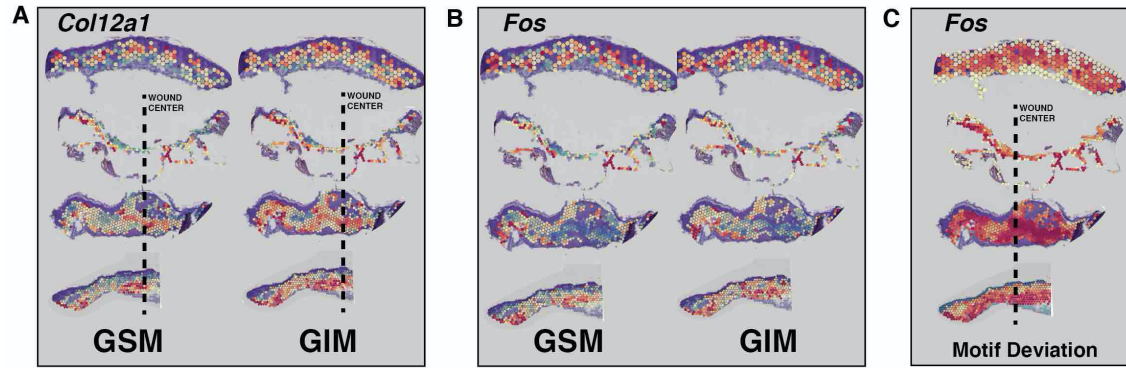 A
Col12a1
WOUND
CENTER
WOUND
CENTER
GSM
GIM
B
Fos
GSM
GIM
C
Fos
WOUND
CENTER
Motif Deviation